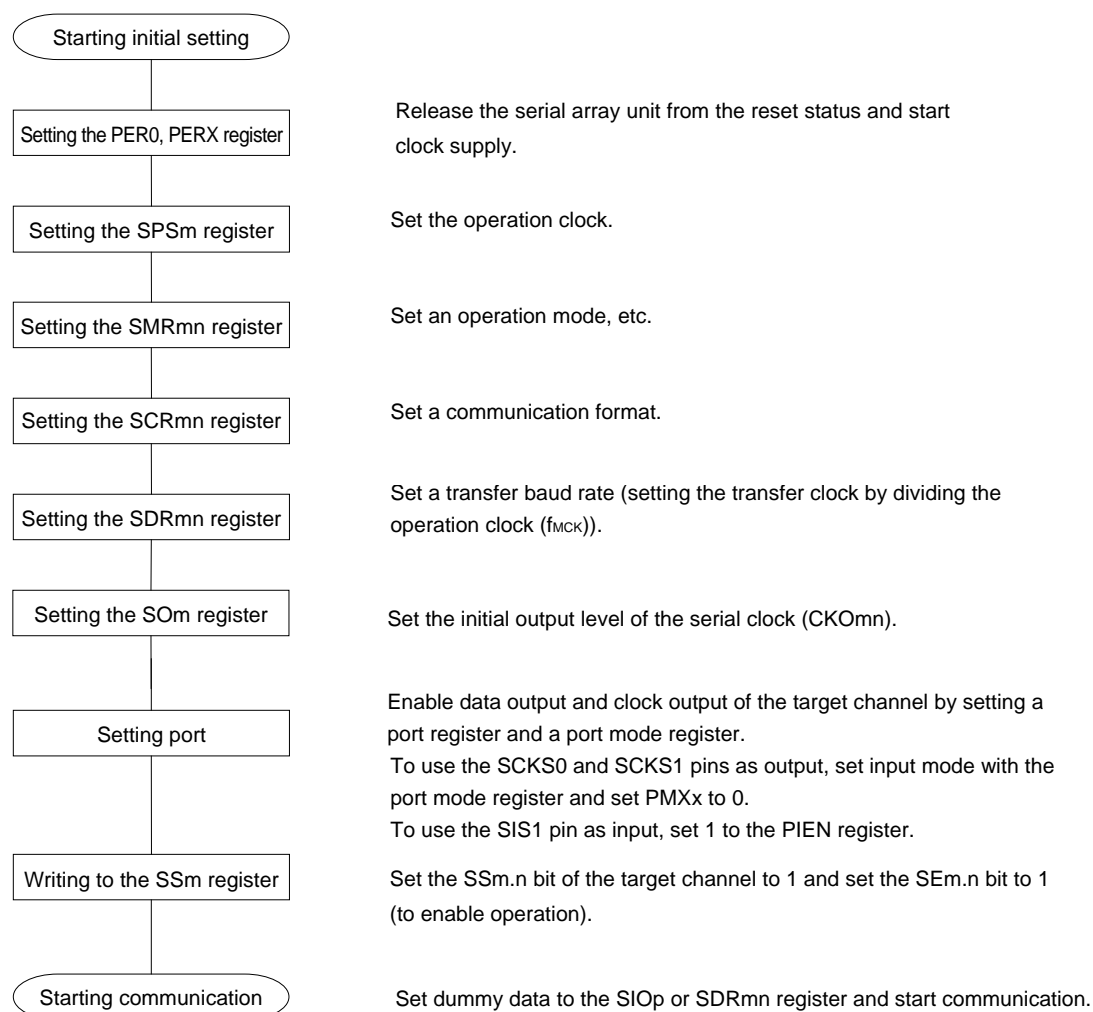 Starting initial setting
Setting the PER0, PERX register
Release the serial array unit from the reset status and start
clock supply.
Setting the SPSm register
Set the operation clock.
Setting the SMRmn register
Set an operation mode, etc.
Setting the SCRmn register
Set a communication format.
Setting the SDRmn register
Set a transfer baud rate (setting the transfer clock by dividing the
operation clock (fMCK)).
Setting the SOm register
Set the initial output level of the serial clock (CKOmn).
Setting port
Enable data output and clock output of the target channel by setting a
port register and a port mode register.
To use the SCKS0 and SCKS1 pins as output, set input mode with the
port mode register and set PMXx to 0.
To use the SIS1 pin as input, set 1 to the PIEN register.
Writing to the SSm register
Set the SSm.n bit of the target channel to 1 and set the SEm.n bit to 1
(to enable operation).
Starting communication
Set dummy data to the SIOp or SDRmn register and start communication.